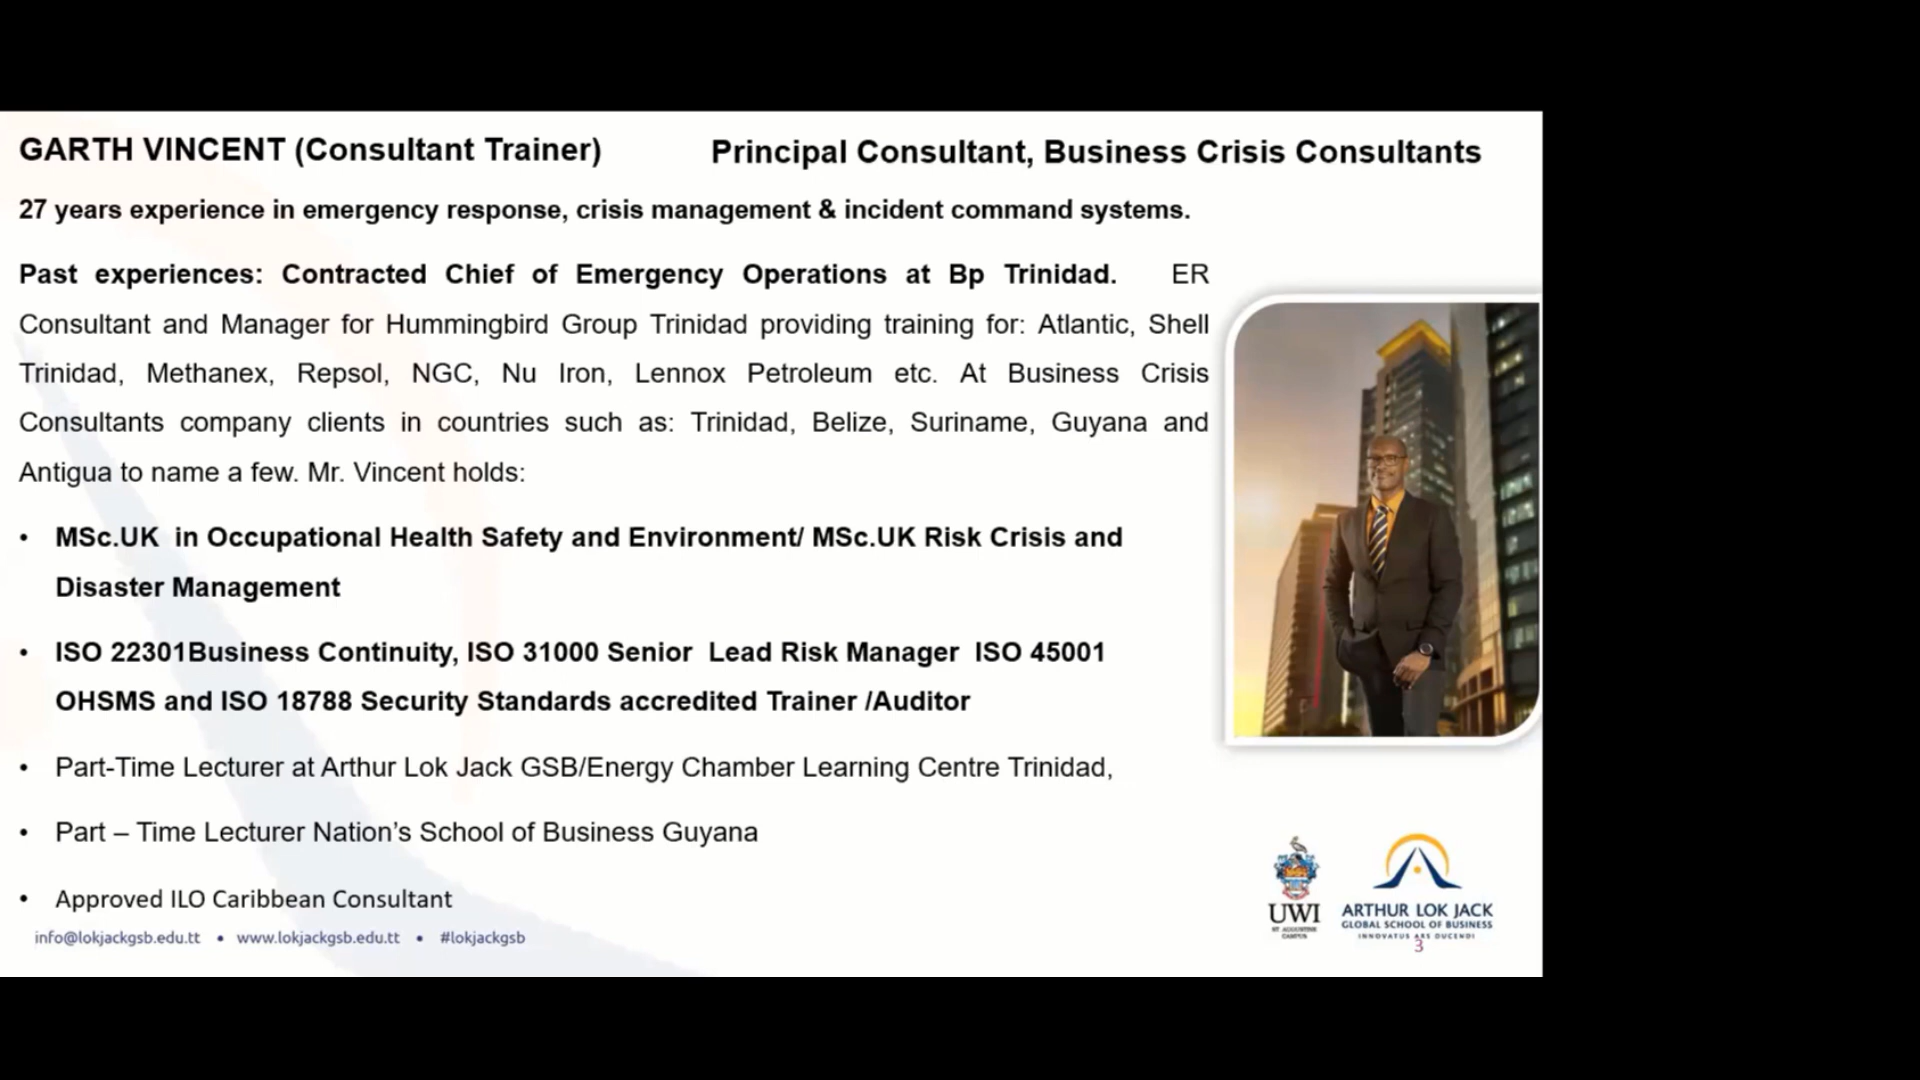 GARTH VINCENT (Consultant Trainer)
Principal Consultant, Business Crisis Consultants
27 years experience in emergency response, crisis management & incident command systems.
Past experiences: Contracted Chief of Emergency Operations at Bp Trinidad. ER
Consultant and Manager for Hummingbird Group Trinidad providing training for: Atlantic, Shell
Trinidad, Methanex, Repsol, NGC, Nu Iron, Lennox Petroleum etc. At Business Crisis
Consultants company clients in countries such as: Trinidad, Belize, Suriname, Guyana and
Antigua to name a few. Mr. Vincent holds:
• MSc.UK in Occupational Health Safety and Environment/ MSc.UK Risk Crisis and
Disaster Management
• ISO 22301Business Continuity, ISO 31000 Senior Lead Risk Manager ISO 45001
OHSMS and ISO 18788 Security Standards accredited Trainer /Auditor
• Part-Time Lecturer at Arthur Lok Jack GSB/Energy Chamber Learning Centre Trinidad,
• Part – Time Lecturer Nation’s School of Business Guyana
• Approved ILO Caribbean Consultant
info@lokjackgsb.edu.tt • www.lokjackgsb.edu.tt • #lokjackgsb
UWI
ST. AUGUSTINE
CAMPUS
ARTHUR LOK JACK
GLOBAL SCHOOL OF BUSINESS
INNOVATUS ARS DUCENDI
3